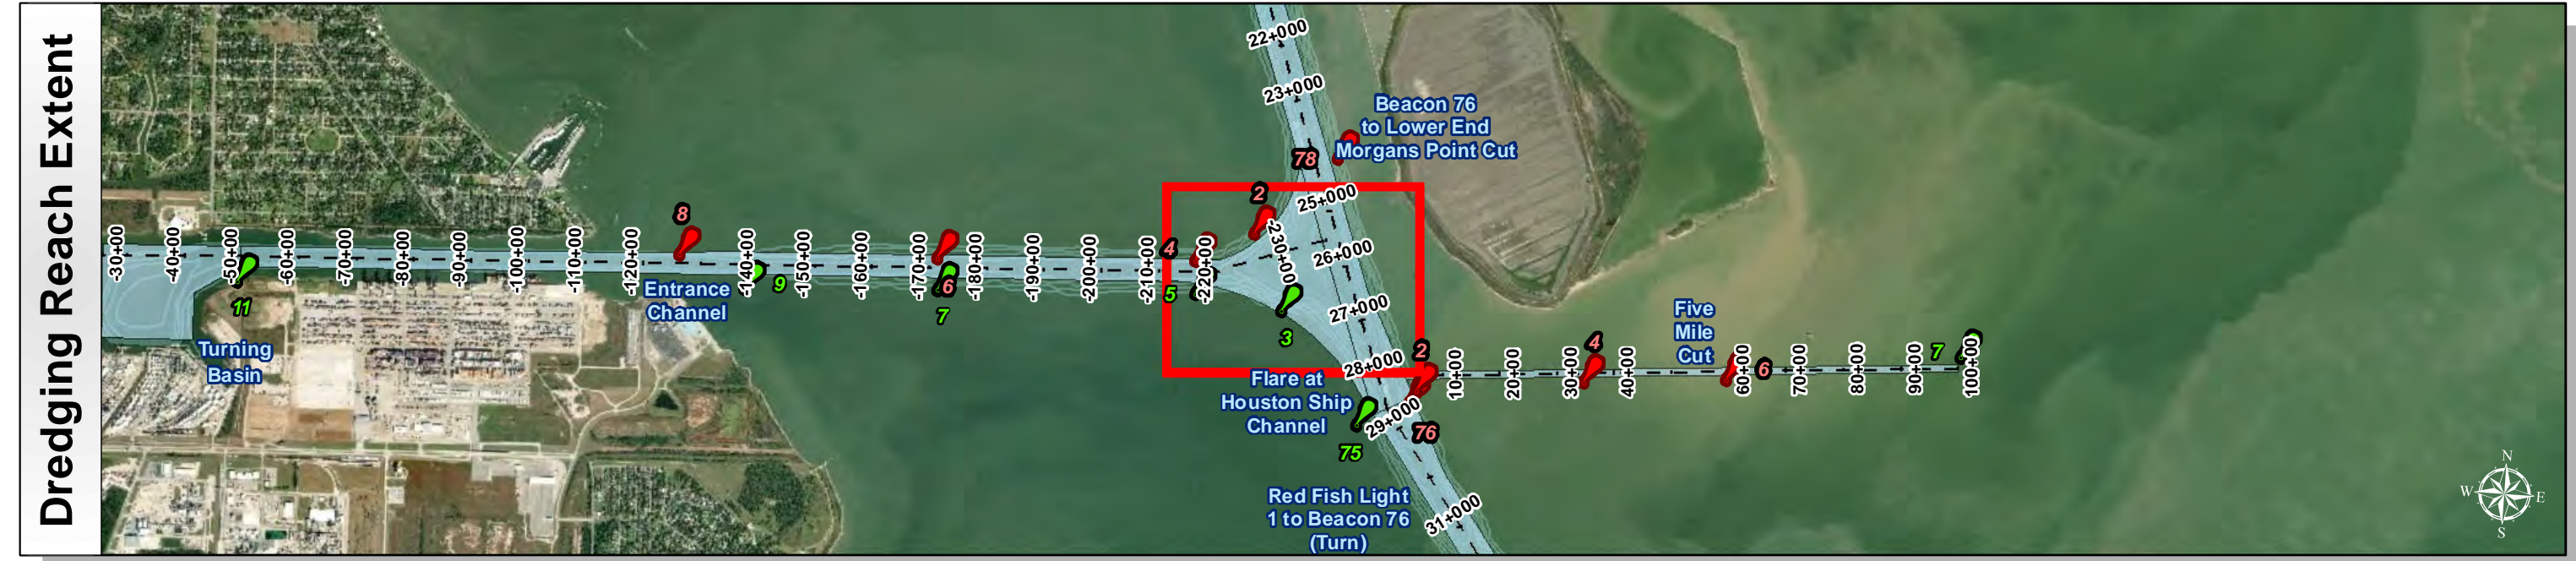 Dredging Reach Extent
22+000
23+000
Beacon 76
to Lower End
Morgans Point Cut
78
2
25+000
8
-30+00
-40+00
-50+00
-60+00
-70+00
-80+00
-90+00
-100+00
-110+00
-120+00
-140+00
-150+00
-160+00
-170+00
-180+00
-190+00
-200+00
-210+00
4
-220+00
-230+00
26+000
Entrance
Channel
9
6
5
11
7
3
27+000
Five
Mile
Cut
Turning
Basin
28+000
2
10+00
20+00
30+00
4
40+00
60+00
6
70+00
80+00
90+00
7
100+00
Flare at
Houston Ship
Channel
29+000
76
75
Red Fish Light
1 to Beacon 76
(Turn)
31+000
N
W
E
S